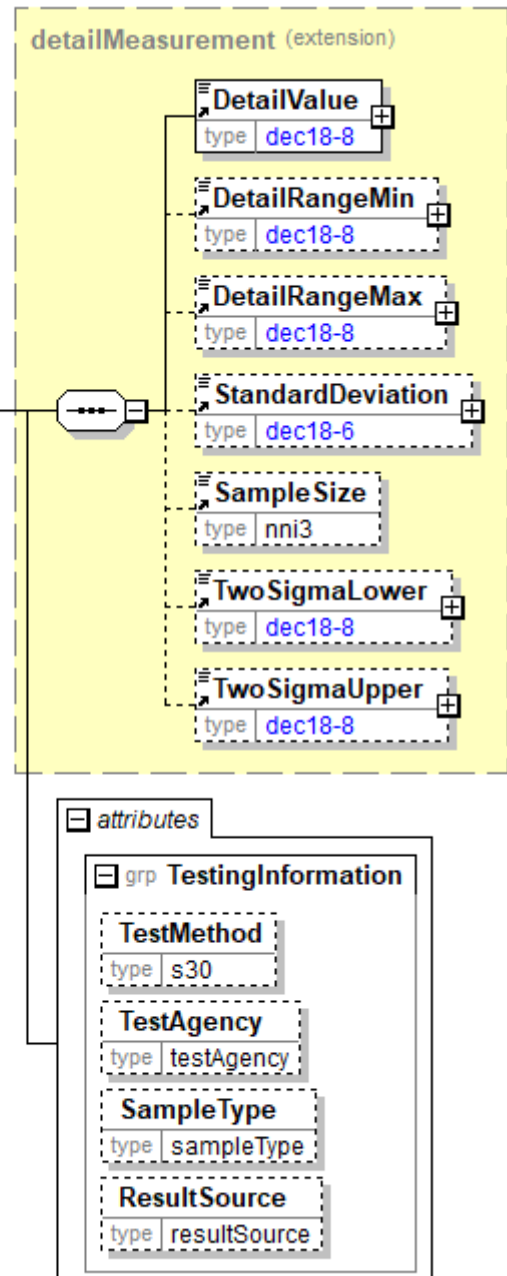 detailMeasurement (extension)
DetailValue
type dec18-8
DetailRangeMin
type dec18-8
DetailRangeMax
type dec18-8
StandardDeviation
type dec18-6
SampleSize
type nni3
TwoSigmaLower
type dec18-8
TwoSigmaUpper
type dec18-8
attributes
grp TestingInformation
TestMethod
type s30
TestAgency
type testAgency
SampleType
type sampleType
ResultSource
type resultSource